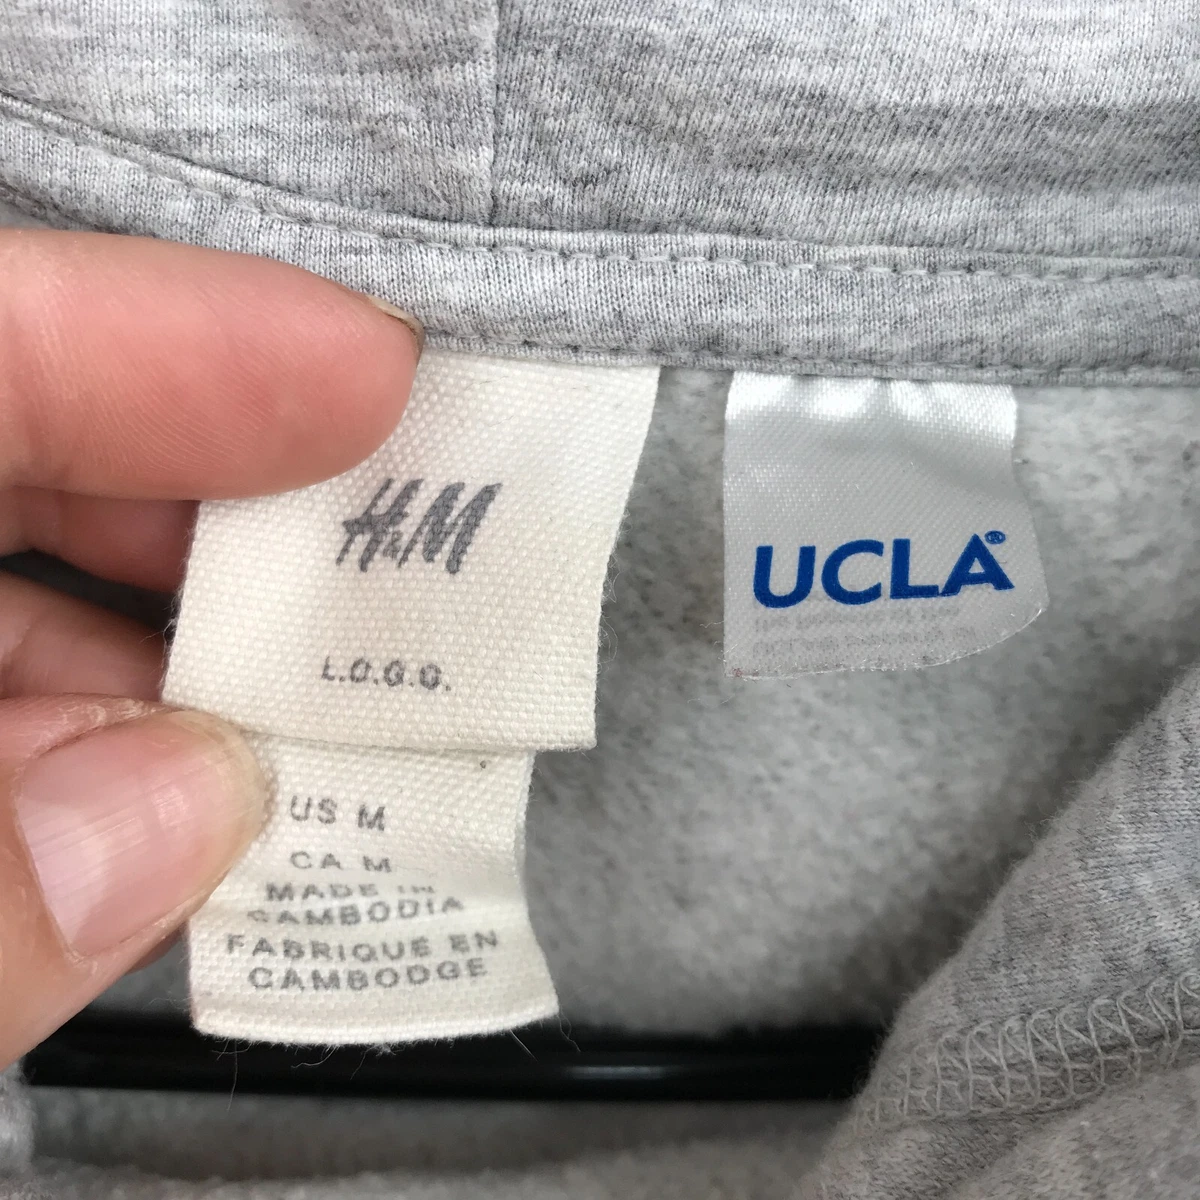 H&M
L.O.G.G.
US M
CA M
MADE IN
CAMBODIA
FABRIQUE EN
CAMBODGE
UCLA®